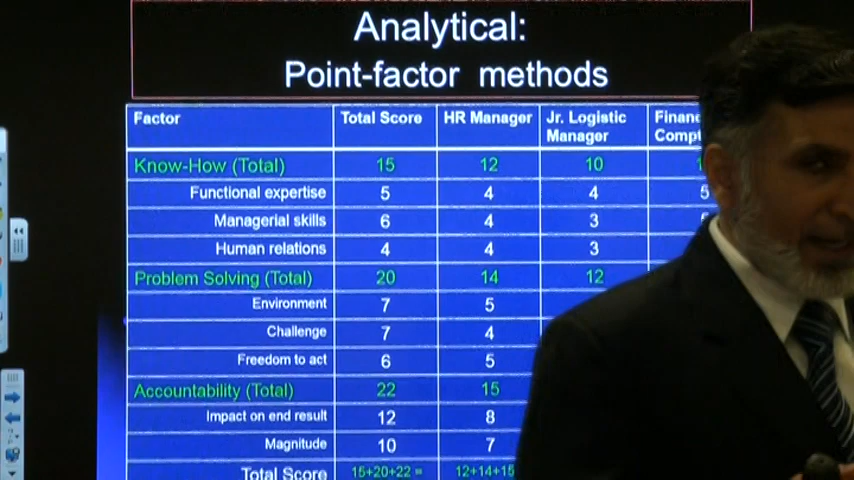 Analytical:
Point-factor methods
Factor Total Score HR Manager Jr. Logistic Manager
Know-How (Total) 15 12 10
Functional expertise 5 4 4 5
Managerial skills 6 4 3
Human relations 4 4 3
Problem Solving (Total) 20 14 12
Environment 7 5
Challenge 7 4
Freedom to act 6 5
Accountability (Total) 22 15
Impact on end result 12 8
Magnitude 10 7
Total Score 15+20+22 = 12+14+15